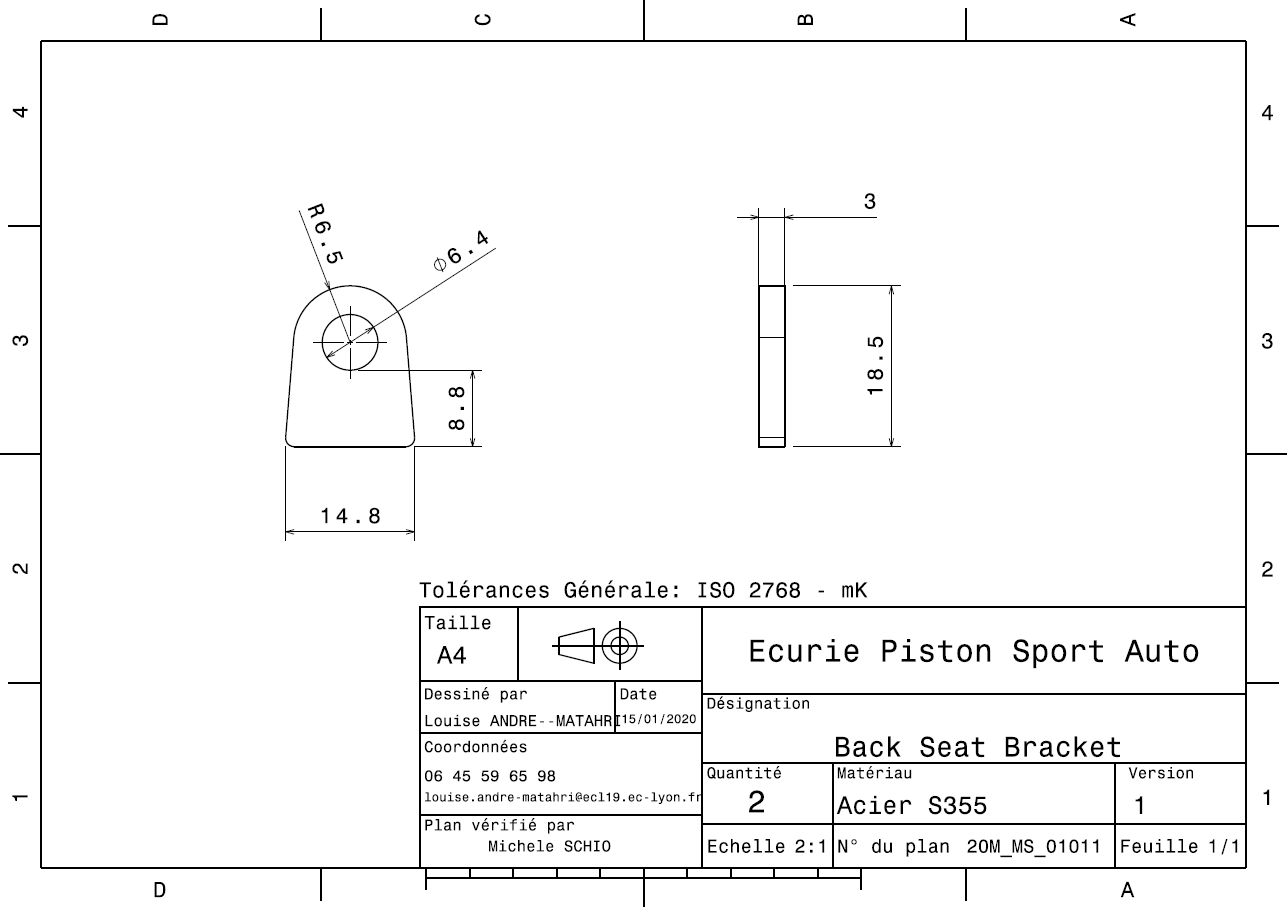 D C B A
4 4
R6.5
⌀6.4
3
3 3
8.8
18.5
14.8
2 2
Tolérances Générale: ISO 2768 - mK
Taille
A4
Ecurie Piston Sport Auto
Dessiné par
Louise ANDRE--MATAHRI
Date
15/01/2020
Désignation
Back Seat Bracket
Coordonnées
06 45 59 65 98
louise.andre-matahri@ecl19.ec-lyon.fr
Quantité
2
Matériau
Acier S355
Version
1
1 1
Plan vérifié par
Michele SCHIO
Echelle 2:1
N° du plan 20M_MS_01011
Feuille 1/1
D A